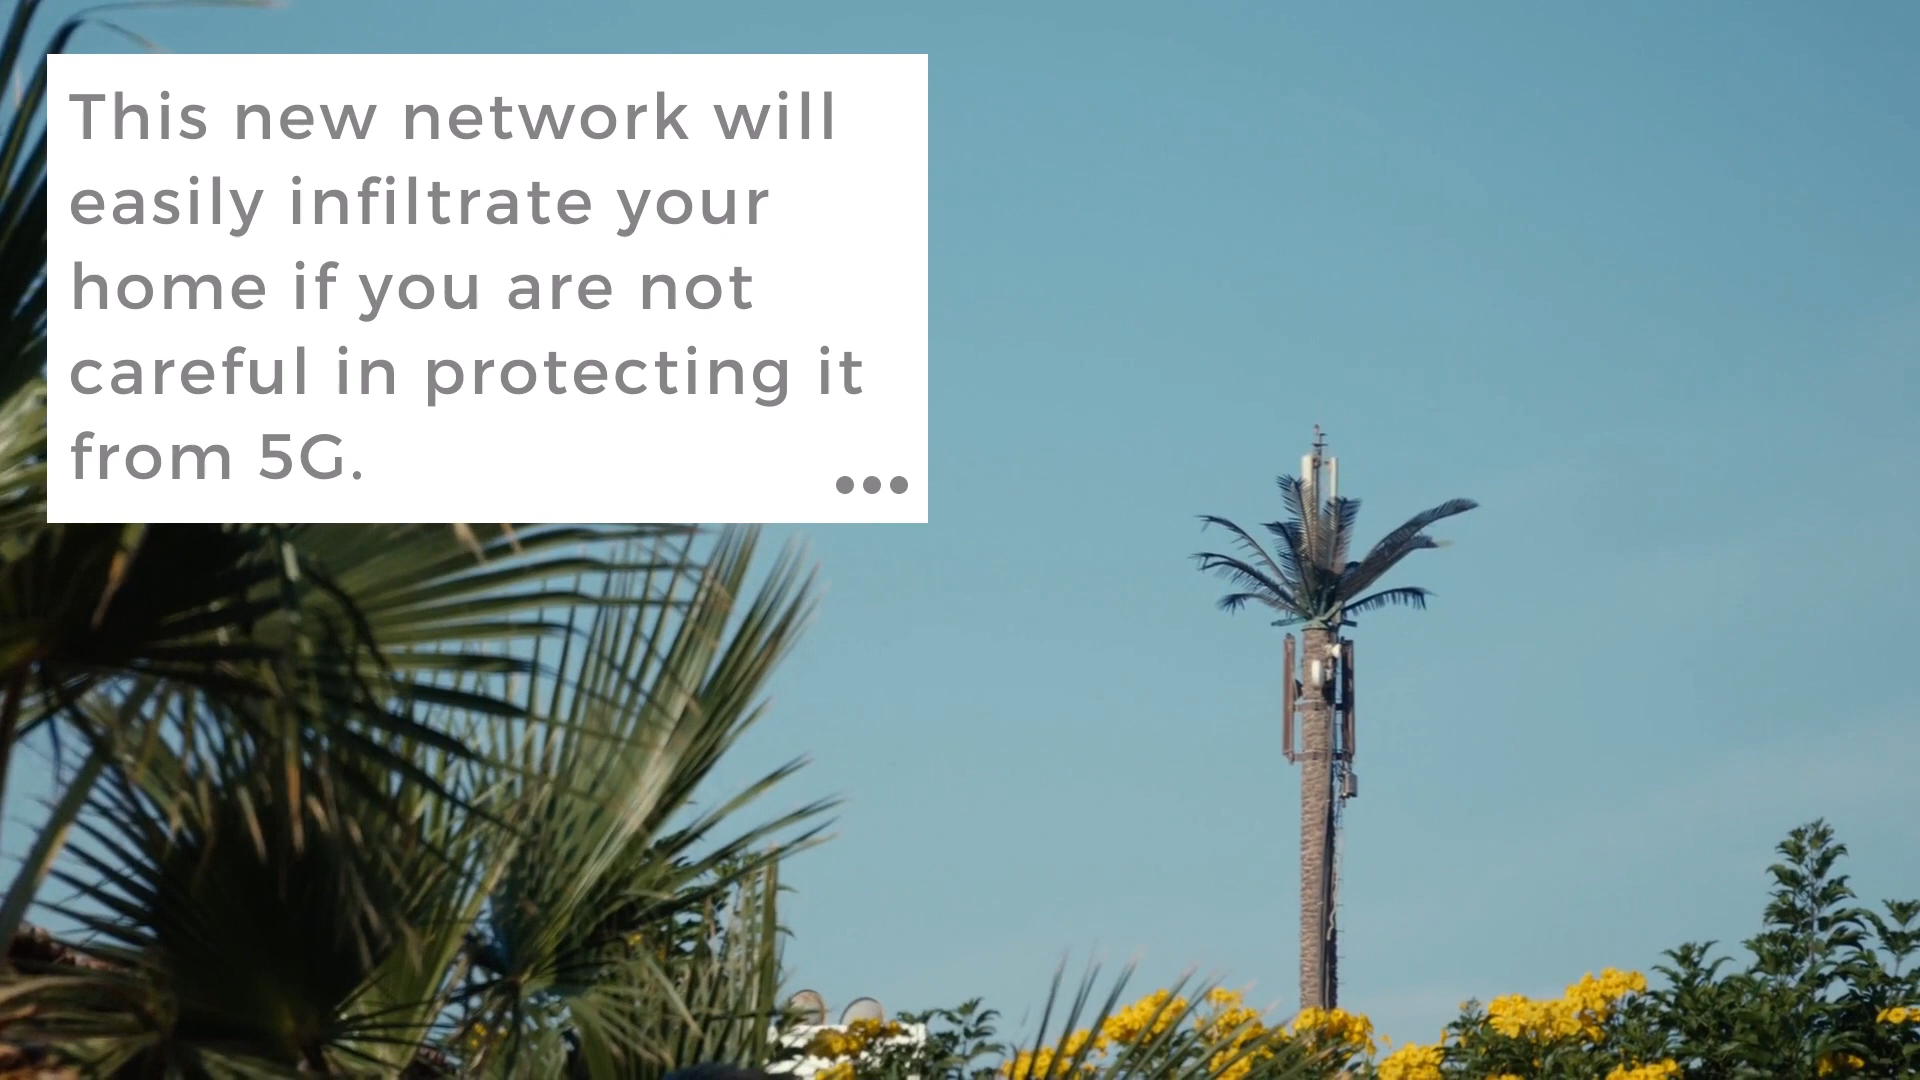 This new network will
easily infiltrate your
home if you are not
careful in protecting it
from 5G.